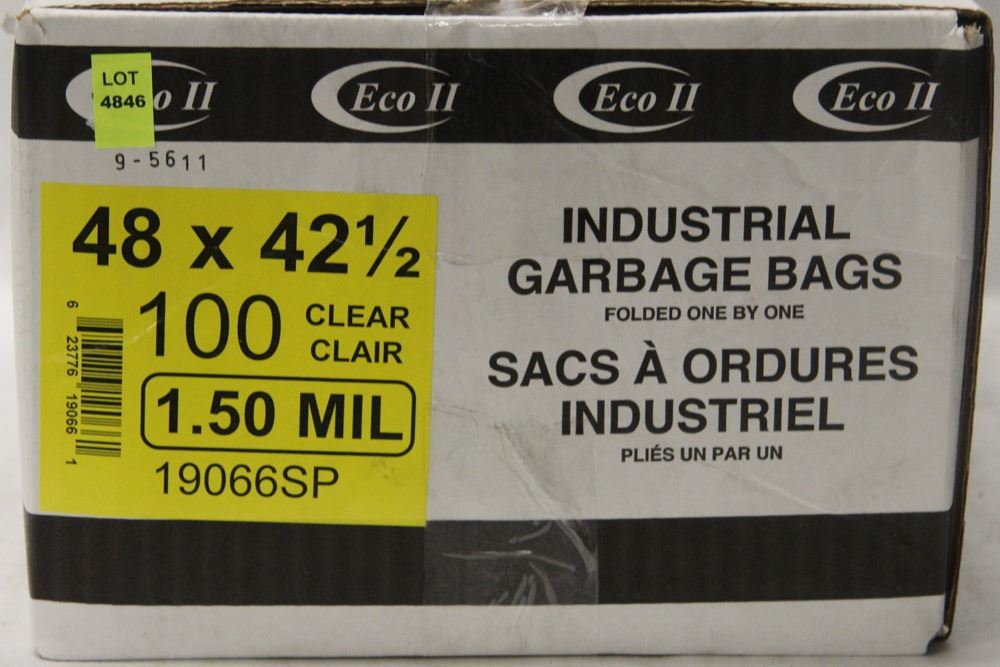 LOT
4846
o II
Eco II
Eco II
Eco II
9-5611
48 x 42½
100 CLEAR
CLAIR
1.50 MIL
19066SP
6 23776 19066 1
INDUSTRIAL
GARBAGE BAGS
FOLDED ONE BY ONE
SACS À ORDURES
INDUSTRIEL
PLIÉS UN PAR UN